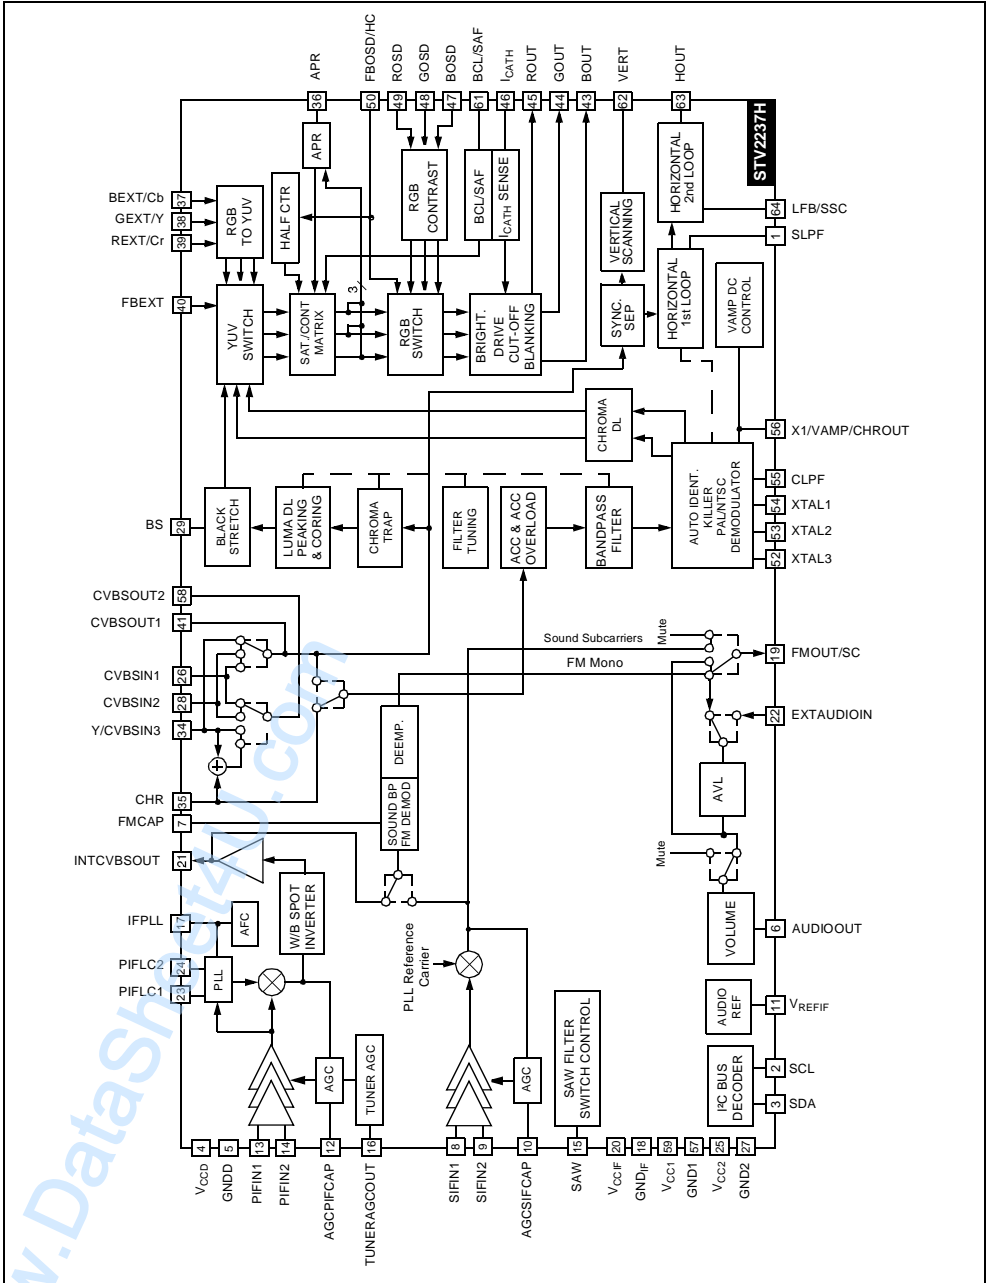 APR
FBOSD/HC
ROSD
GOSD
BOSD
BCL/SAF
ICATH
ROUT
GOUT
BOUT
VERT
HOUT
36
50
49
48
47
61
46
45
44
43
62
63
STV2237H
BEXT/Cb
37
GEXT/Y
38
REXT/Cr
39
FBEXT
40
RGB
TO YUV
HALF CTR
APR
RGB
CONTRAST
BCL/SAF
ICATH SENSE
VERTICAL
SCANNING
HORIZONTAL
2nd LOOP
64
LFB/SSC
1
SLPF
YUV
SWITCH
SAT./CONT
MATRIX
3
RGB
SWITCH
BRIGHT.
DRIVE
CUT-OFF
BLANKING
SYNC.
SEP
HORIZONTAL
1st LOOP
VAMP DC
CONTROL
CHROMA
DL
56
X1/VAMP/CHROUT
BS
29
BLACK
STRETCH
LUMA DL
PEAKING
& CORING
CHROMA
TRAP
FILTER
TUNING
ACC & ACC
OVERLOAD
BANDPASS
FILTER
AUTO IDENT.
KILLER
PAL/NTSC
DEMODULATOR
55
CLPF
54
XTAL1
53
XTAL2
52
XTAL3
CVBSOUT2
58
CVBSOUT1
41
CVBSIN1
26
CVBSIN2
28
Y/CVBSIN3
34
CHR
35
FMCAP
7
INTCVBSOUT
21
Sound Subcarriers
Mute
FM Mono
19
FMOUT/SC
22
EXTAUDIOIN
DEEMP.
SOUND BP
FM DEMOD
AVL
Mute
IFPLL
17
AFC
W/B SPOT
INVERTER
VOLUME
6
AUDIOOUT
PIFLC2
24
PIFLC1
23
PLL
PLL Reference
Carrier
AUDIO
REF
11
VREFIF
AGC
TUNER AGC
AGC
SAW FILTER
SWITCH CONTROL
I²C BUS
DECODER
2
SCL
3
SDA
4
5
13
14
12
16
8
9
10
15
20
18
59
57
25
27
VCCD
GNDD
PIFIN1
PIFIN2
AGCPIFCAP
TUNERAGCOUT
SIFIN1
SIFIN2
AGCSIFCAP
SAW
VCCIF
GNDIF
VCC1
GND1
VCC2
GND2
w.DataSheet4U.com